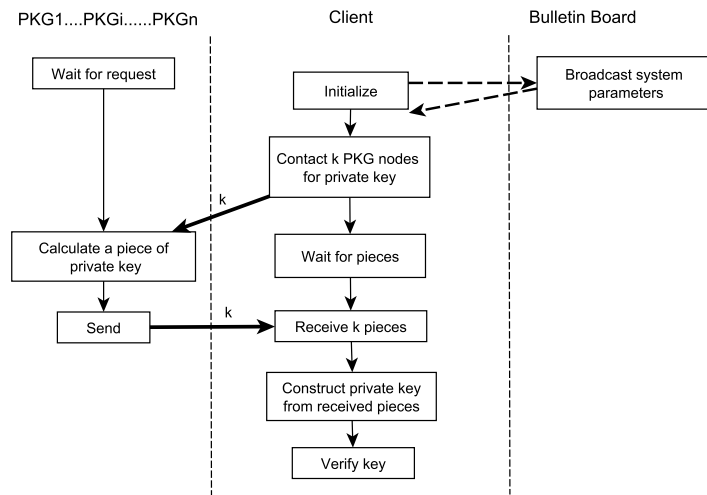 PKG1....PKGi......PKGn
Client
Bulletin Board
Wait for request
Initialize
Broadcast system
parameters
Contact k PKG nodes
for private key
k
Calculate a piece of
private key
Wait for pieces
Send
k
Receive k pieces
Construct private key
from received pieces
Verify key